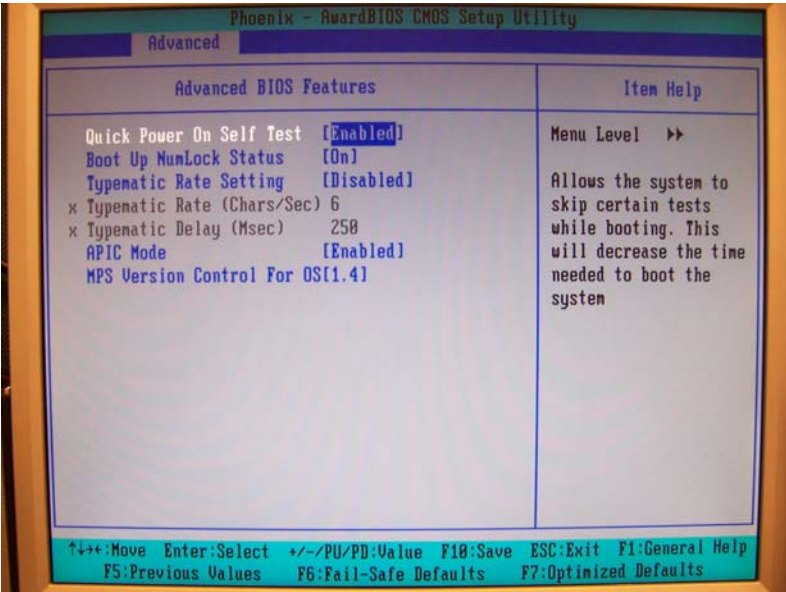 Phoenix - AwardBIOS CMOS Setup Utility
Advanced
Advanced BIOS Features
Item Help
Quick Power On Self Test [Enabled]
Boot Up NumLock Status [On]
Typematic Rate Setting [Disabled]
x Typematic Rate (Chars/Sec) 6
x Typematic Delay (Msec) 250
APIC Mode [Enabled]
MPS Version Control For OS[1.4]
Menu Level ▸▸
Allows the system to
skip certain tests
while booting. This
will decrease the time
needed to boot the
system
↑↓→←:Move Enter:Select +/-/PU/PD:Value F10:Save ESC:Exit F1:General Help
F5:Previous Values F6:Fail-Safe Defaults F7:Optimized Defaults